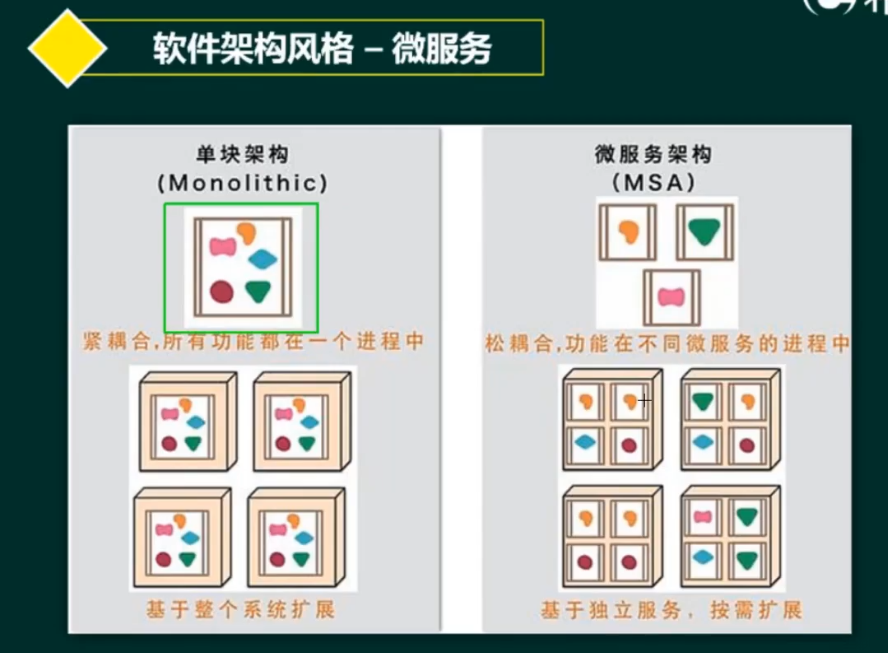 软件架构风格 – 微服务
单块架构
(Monolithic)
紧耦合,所有功能都在一个进程中
基于整个系统扩展
微服务架构
(MSA)
松耦合,功能在不同微服务的进程中
基于独立服务，按需扩展